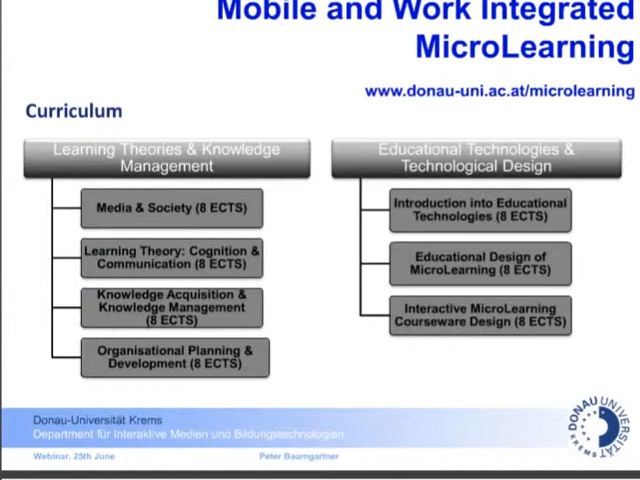 Mobile and Work Integrated
MicroLearning
www.donau-uni.ac.at/microlearning
Curriculum
Learning Theories & Knowledge
Management
Media & Society (8 ECTS)
Learning Theory: Cognition &
Communication (8 ECTS)
Knowledge Acquisition &
Knowledge Management
(8 ECTS)
Organisational Planning &
Development (8 ECTS)
Educational Technologies &
Technological Design
Introduction into Educational
Technologies (8 ECTS)
Educational Design of
MicroLearning (8 ECTS)
Interactive MicroLearning
Courseware Design (8 ECTS)
Donau-Universität Krems
Department für Interaktive Medien und Bildungstechnologien
Webinar, 25th June
Peter Baumgartner
DONAU UNIVERSITÄT
KREMS